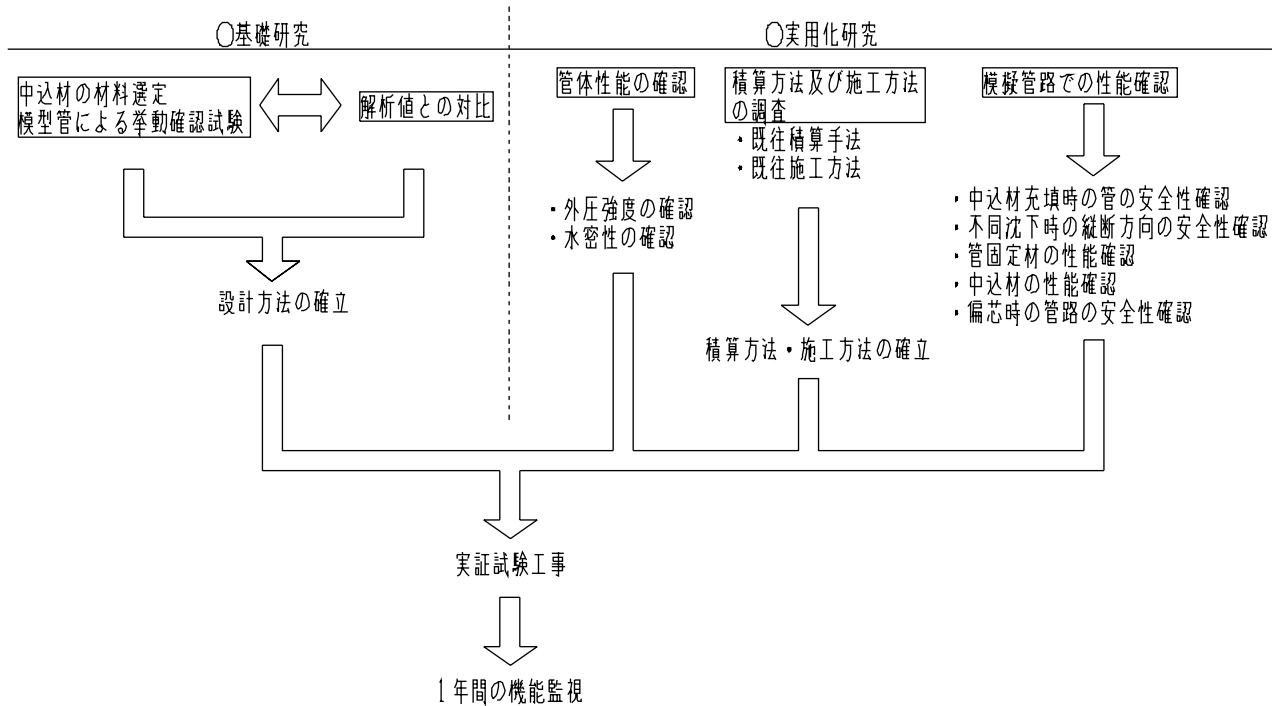 ○基礎研究
中込材の材料選定
模型管による挙動確認試験
解析値との対比
設計方法の確立
○実用化研究
管体性能の確認
・外圧強度の確認
・水密性の確認
積算方法及び施工方法
の調査
・既往積算手法
・既往施工方法
積算方法・施工方法の確立
模擬管路での性能確認
・中込材充填時の管の安全性確認
・不同沈下時の縦断方向の安全性確認
・管固定材の性能確認
・中込材の性能確認
・偏芯時の管路の安全性確認
実証試験工事
1年間の機能監視